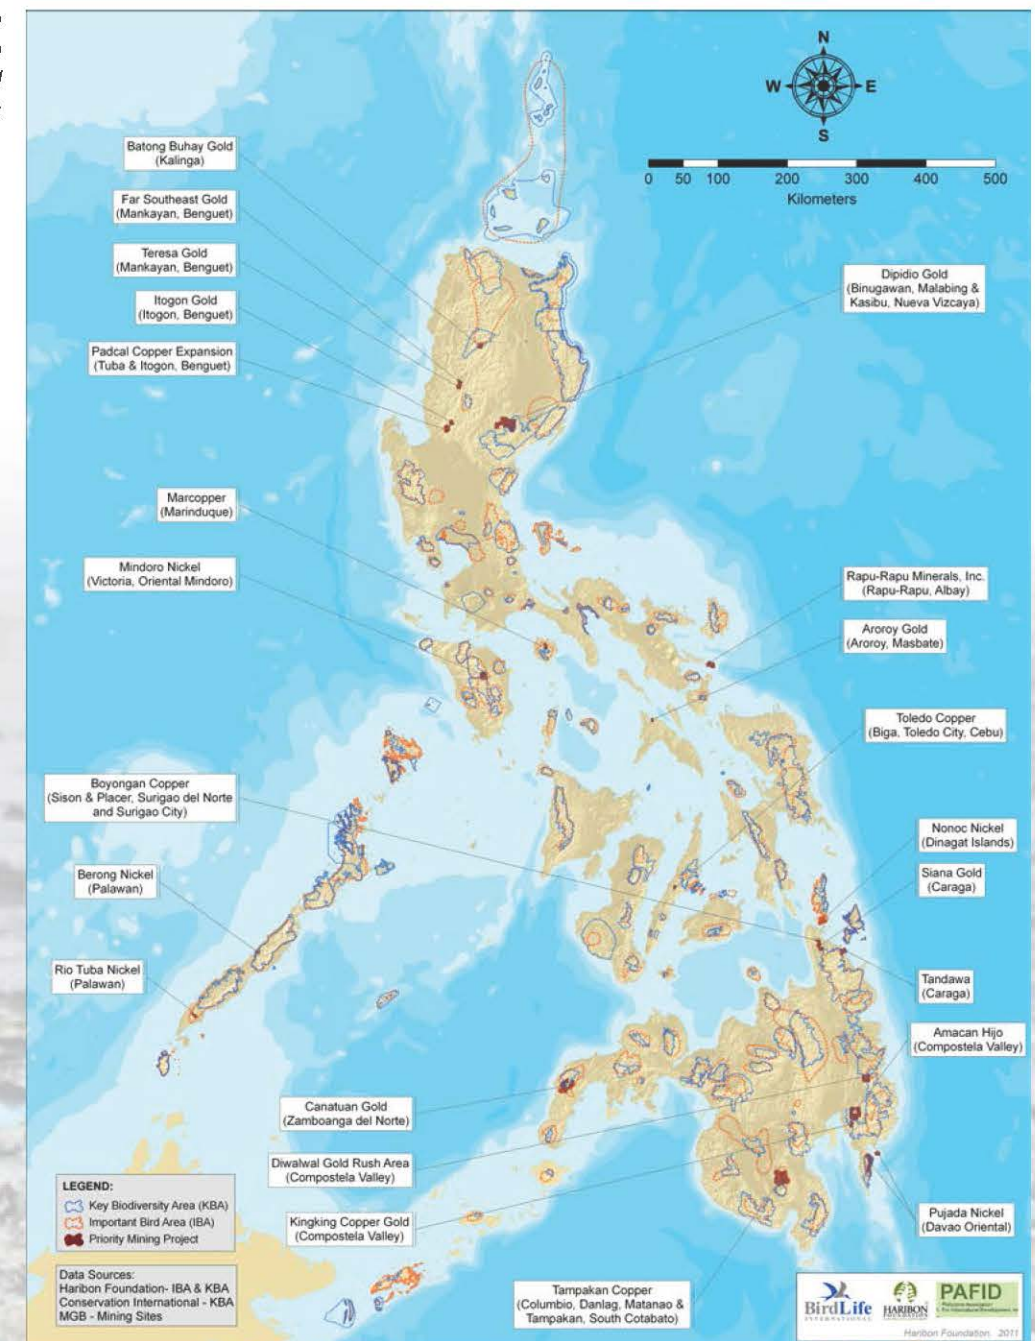 N
W
E
S
0 50 100 200 300 400 500
Kilometers
Batong Buhay Gold
(Kalinga)
Far Southeast Gold
(Mankayan, Benguet)
Teresa Gold
(Mankayan, Benguet)
Itogon Gold
(Itogon, Benguet)
Padcal Copper Expansion
(Tuba & Itogon, Benguet)
Dipidio Gold
(Binugawan, Malabing &
Kasibu, Nueva Vizcaya)
Marcopper
(Marinduque)
Mindoro Nickel
(Victoria, Oriental Mindoro)
Rapu-Rapu Minerals, Inc.
(Rapu-Rapu, Albay)
Aroroy Gold
(Aroroy, Masbate)
Toledo Copper
(Biga, Toledo City, Cebu)
Boyongan Copper
(Sison & Placer, Surigao del Norte
and Surigao City)
Nonoc Nickel
(Dinagat Islands)
Berong Nickel
(Palawan)
Siana Gold
(Caraga)
Rio Tuba Nickel
(Palawan)
Tandawa
(Caraga)
Amacan Hijo
(Compostela Valley)
Canatuan Gold
(Zamboanga del Norte)
Diwalwal Gold Rush Area
(Compostela Valley)
Kingking Copper Gold
(Compostela Valley)
Pujada Nickel
(Davao Oriental)
Tampakan Copper
(Columbio, Danlag, Matanao &
Tampakan, South Cotabato)
LEGEND:
Key Biodiversity Area (KBA)
Important Bird Area (IBA)
Priority Mining Project
Data Sources:
Haribon Foundation- IBA & KBA
Conservation International - KBA
MGB - Mining Sites
BirdLife
INTERNATIONAL
HARIBON
FOUNDATION
PAFID
Haribon Foundation, 2011